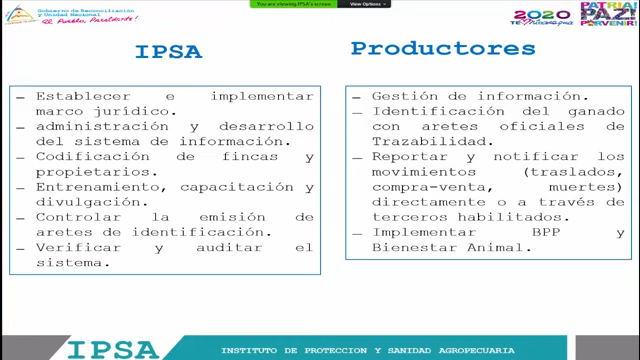 Gobierno de Reconciliación
y Unidad Nacional
El Pueblo, Presidente!
You are viewing IPSA's screen
View Options
2020
PATRIA!
PAZ!
PORVENIR!
IPSA
Productores
– Establecer e implementar
marco jurídico.
– administración y desarrollo
del sistema de información.
– Codificación de fincas y
propietarios.
– Entrenamiento, capacitación y
divulgación.
– Controlar la emisión de
aretes de identificación.
– Verificar y auditar el
sistema.
– Gestión de información.
– Identificación del ganado
con aretes oficiales de
Trazabilidad.
– Reportar y notificar los
movimientos (traslados,
compra-venta, muertes)
directamente o a través de
terceros habilitados.
– Implementar BPP y
Bienestar Animal.
IPSA
INSTITUTO DE PROTECCION Y SANIDAD AGROPECUARIA